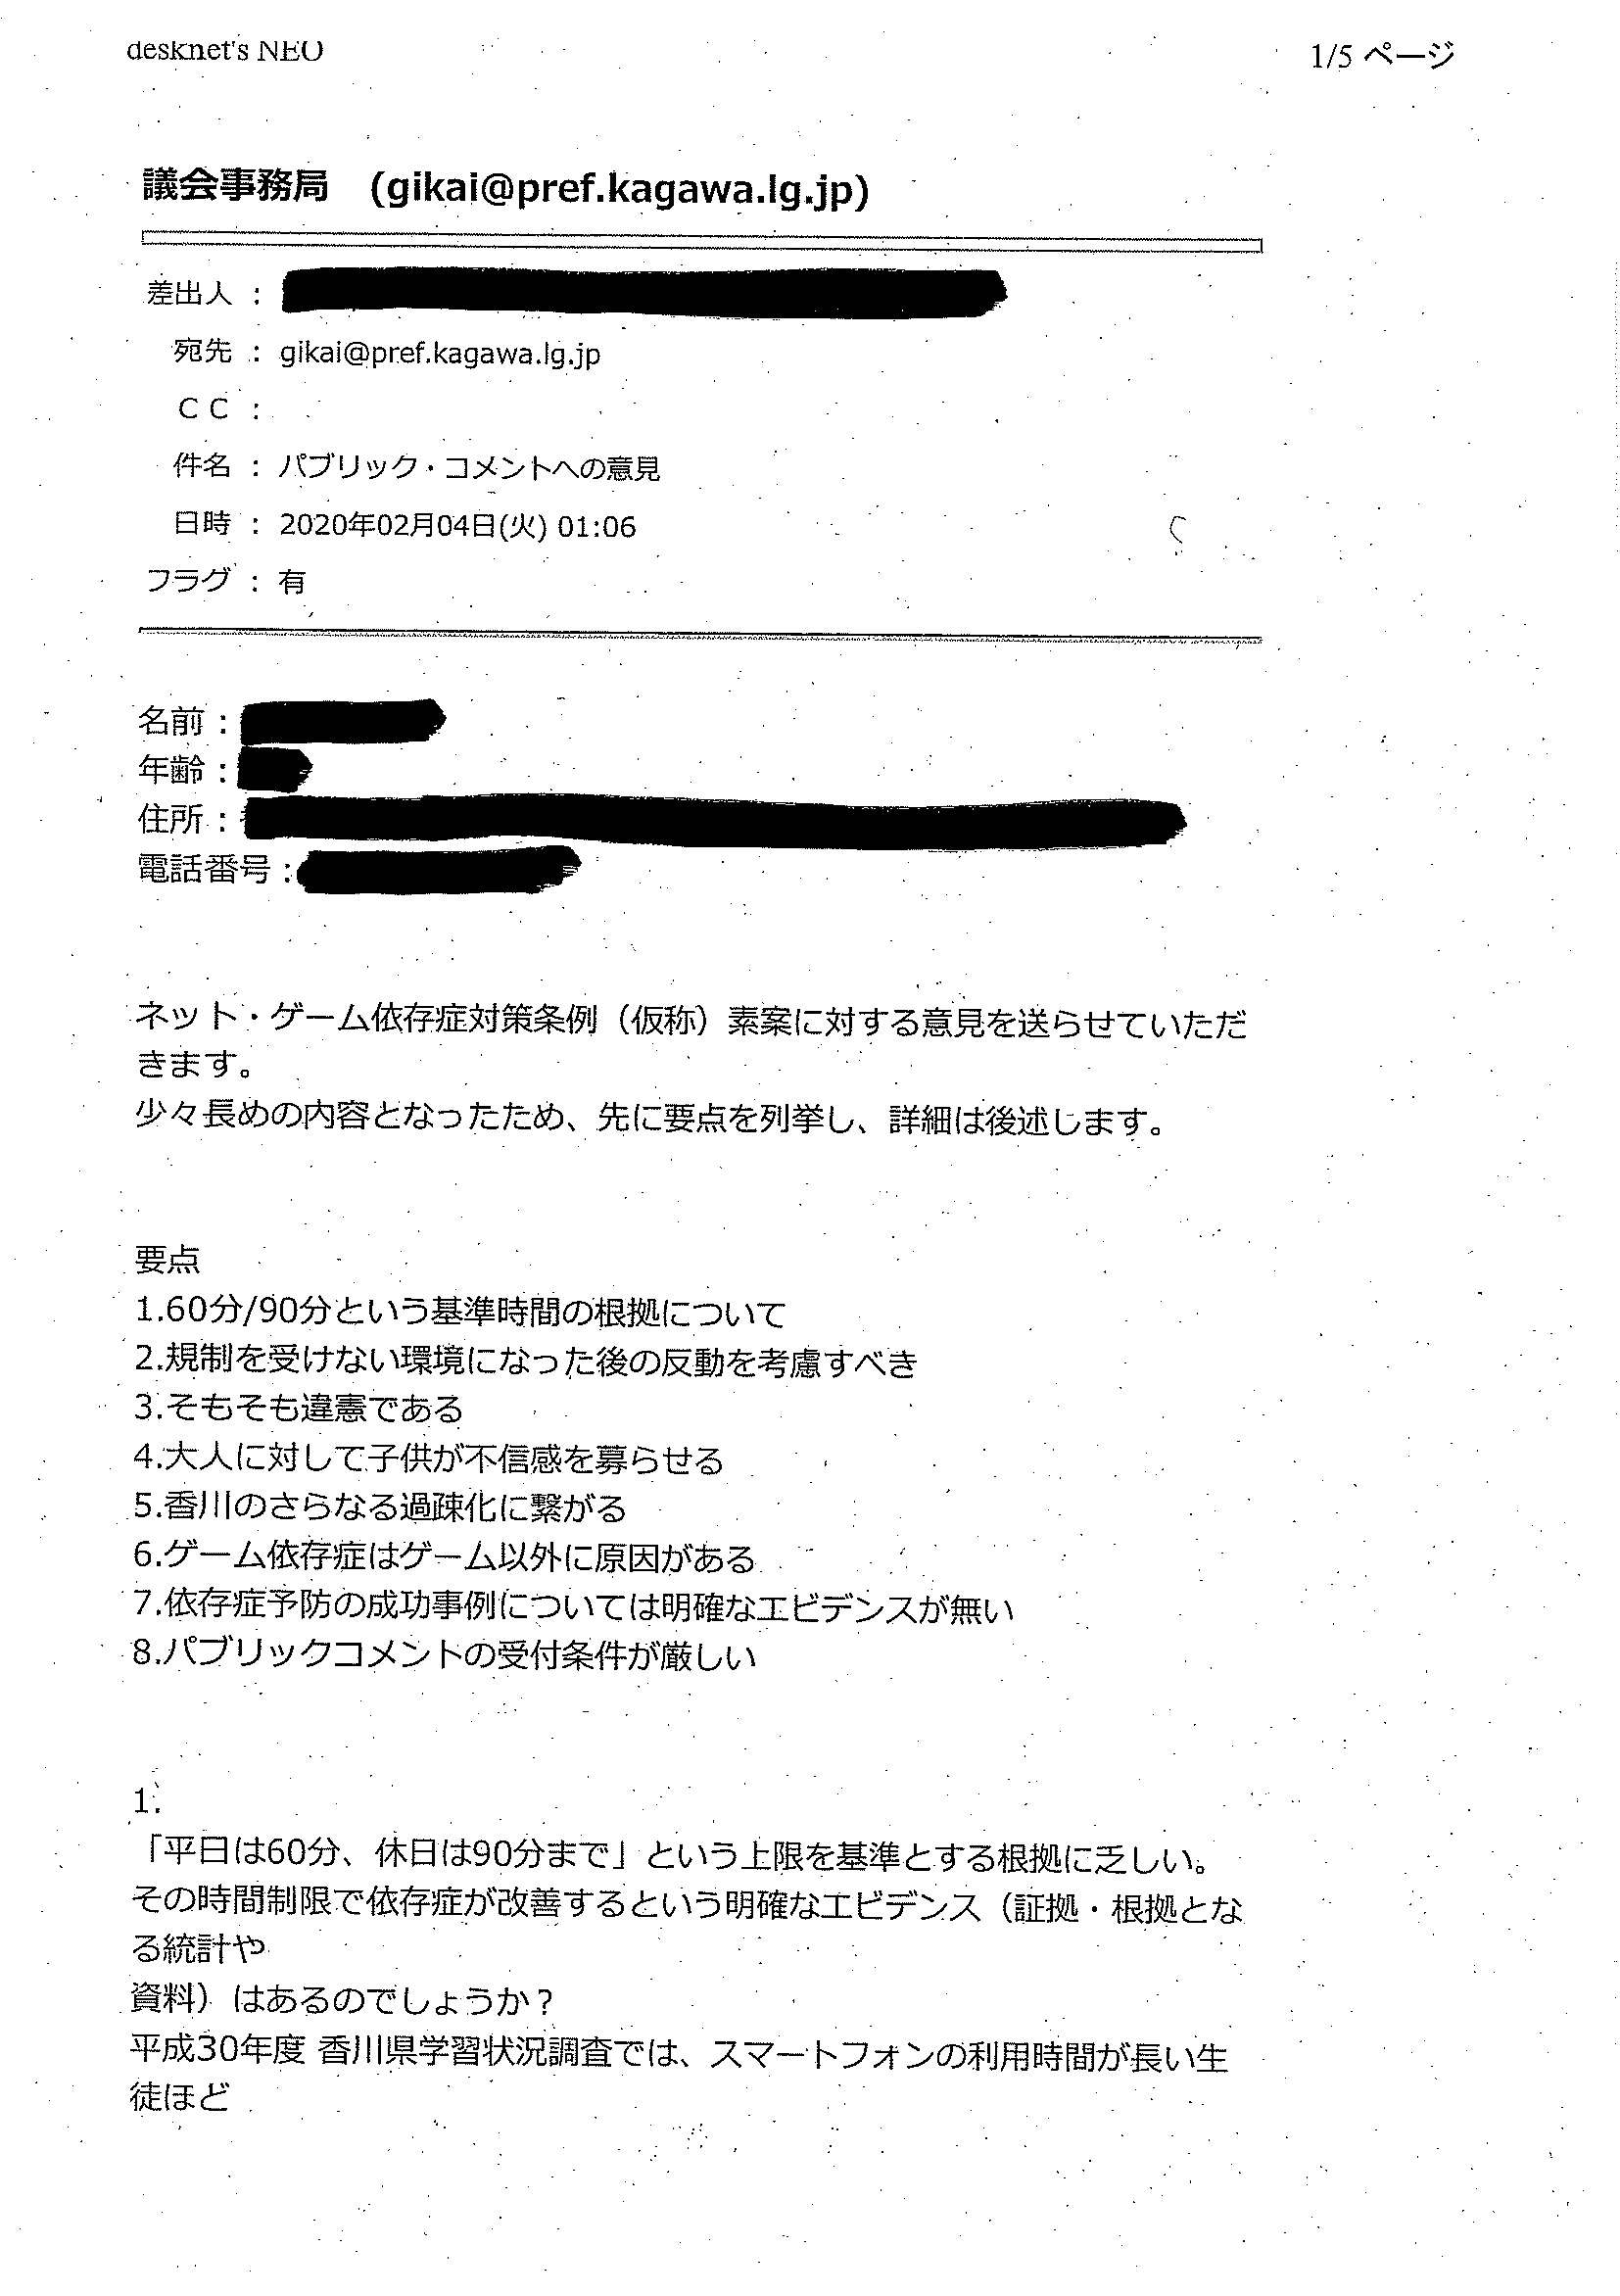 desknet's NEO
1/5 ページ
議会事務局 (gikai@pref.kagawa.lg.jp)
差出人 :
宛先 : gikai@pref.kagawa.lg.jp
ＣＣ :
件名 : パブリック・コメントへの意見
日時 : 2020年02月04日(火) 01:06
フラグ : 有
名前：
年齢：
住所：
電話番号：
ネット・ゲーム依存症対策条例（仮称）素案に対する意見を送らせていただ
きます。
少々長めの内容となったため、先に要点を列挙し、詳細は後述します。
要点
1.60分/90分という基準時間の根拠について
2.規制を受けない環境になった後の反動を考慮すべき
3.そもそも違憲である
4.大人に対して子供が不信感を募らせる
5.香川のさらなる過疎化に繋がる
6.ゲーム依存症はゲーム以外に原因がある
7.依存症予防の成功事例については明確なエビデンスが無い
8.パブリックコメントの受付条件が厳しい
1.
「平日は60分、休日は90分まで」という上限を基準とする根拠に乏しい。
その時間制限で依存症が改善するという明確なエビデンス（証拠・根拠とな
る統計や
資料）はあるのでしょうか？
平成30年度 香川県学習状況調査では、スマートフォンの利用時間が長い生
徒ほど